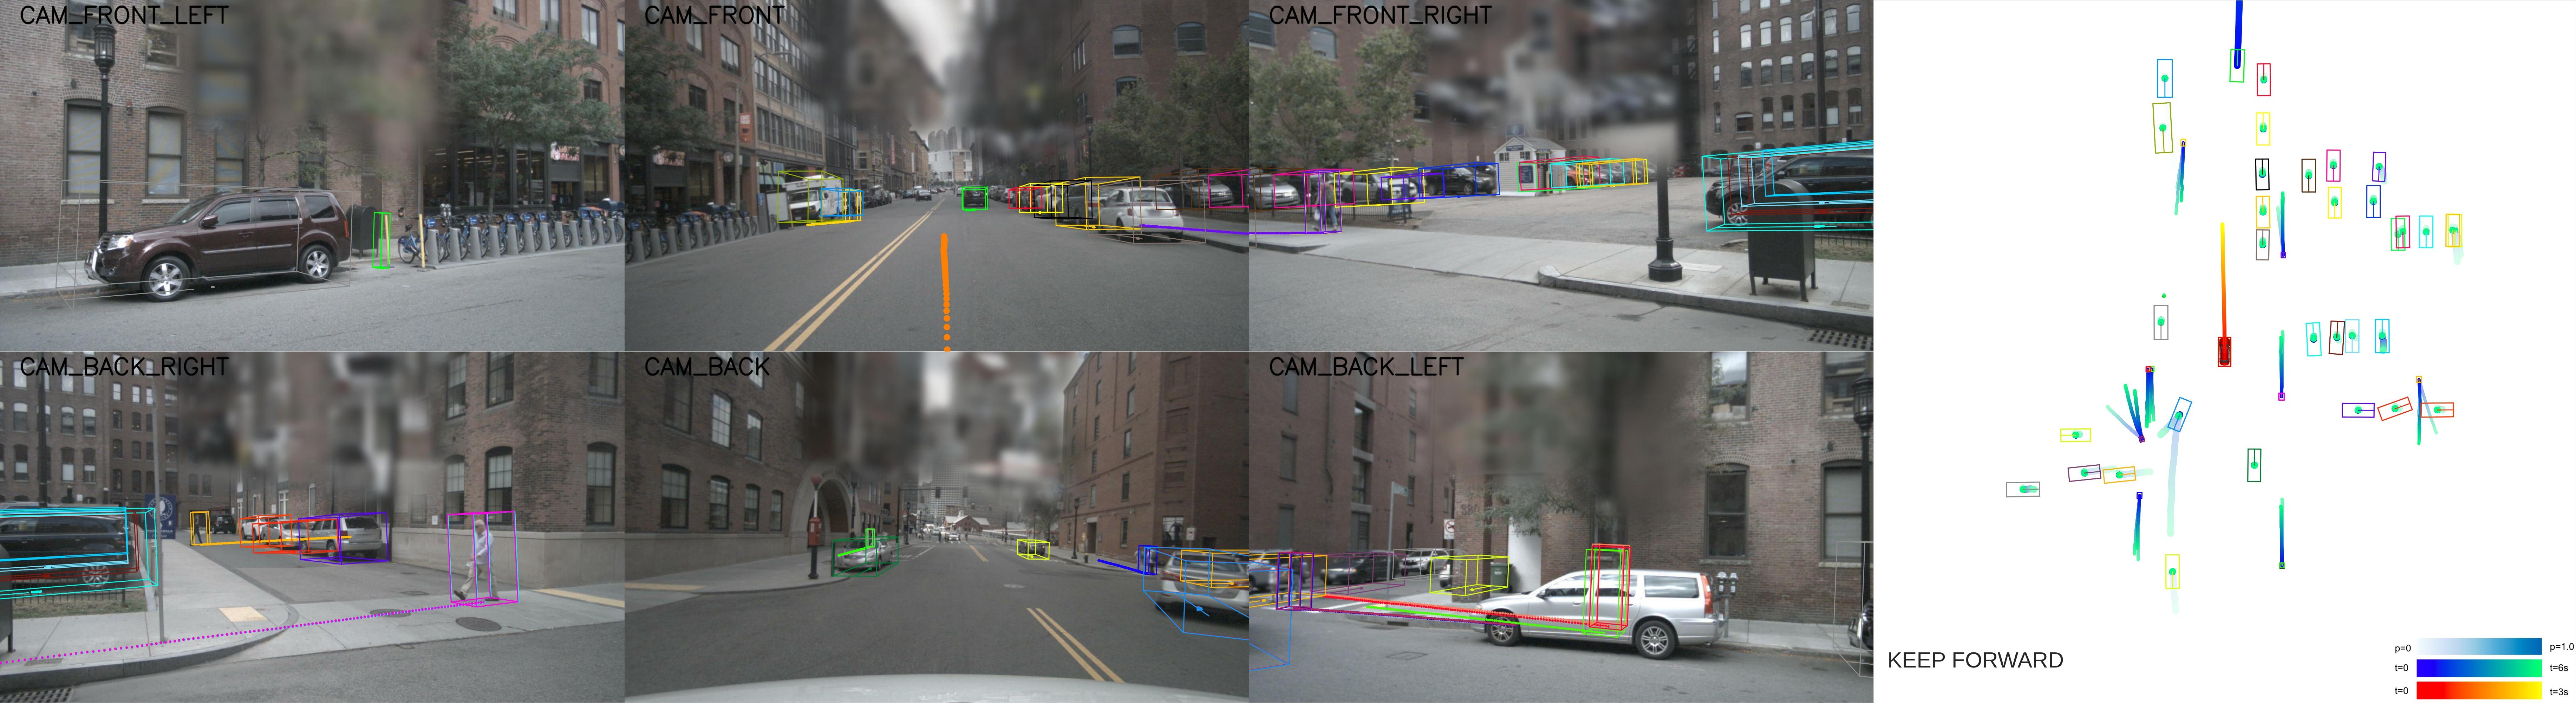 CAM_FRONT_LEFT
CAM_FRONT
CAM_FRONT_RIGHT
CAM_BACK_RIGHT
CAM_BACK
CAM_BACK_LEFT
KEEP FORWARD
p=0
p=1.0
t=0
t=6s
t=0
t=3s